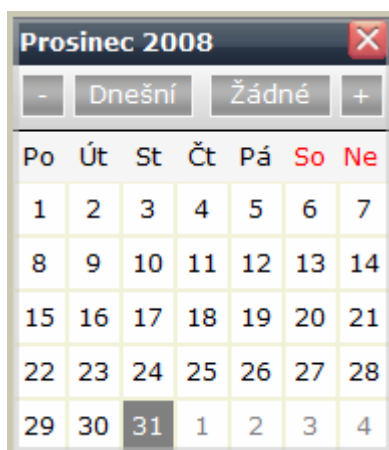 Prosinec 2008 X
- Dnešní Žádné +
Po Út St Čt Pá So Ne
1 2 3 4 5 6 7
8 9 10 11 12 13 14
15 16 17 18 19 20 21
22 23 24 25 26 27 28
29 30 31 1 2 3 4